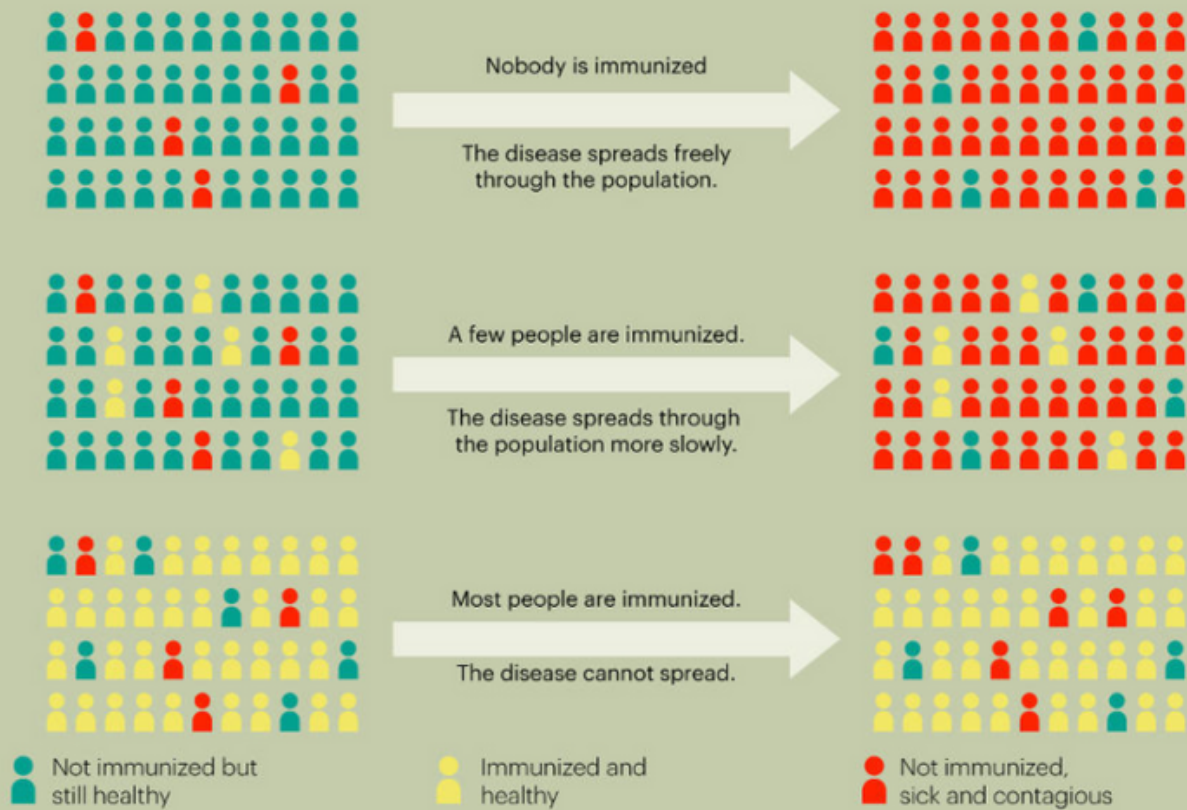 Nobody is immunized
The disease spreads freely
through the population.
A few people are immunized.
The disease spreads through
the population more slowly.
Most people are immunized.
The disease cannot spread.
Not immunized but
still healthy
Immunized and
healthy
Not immunized,
sick and contagious